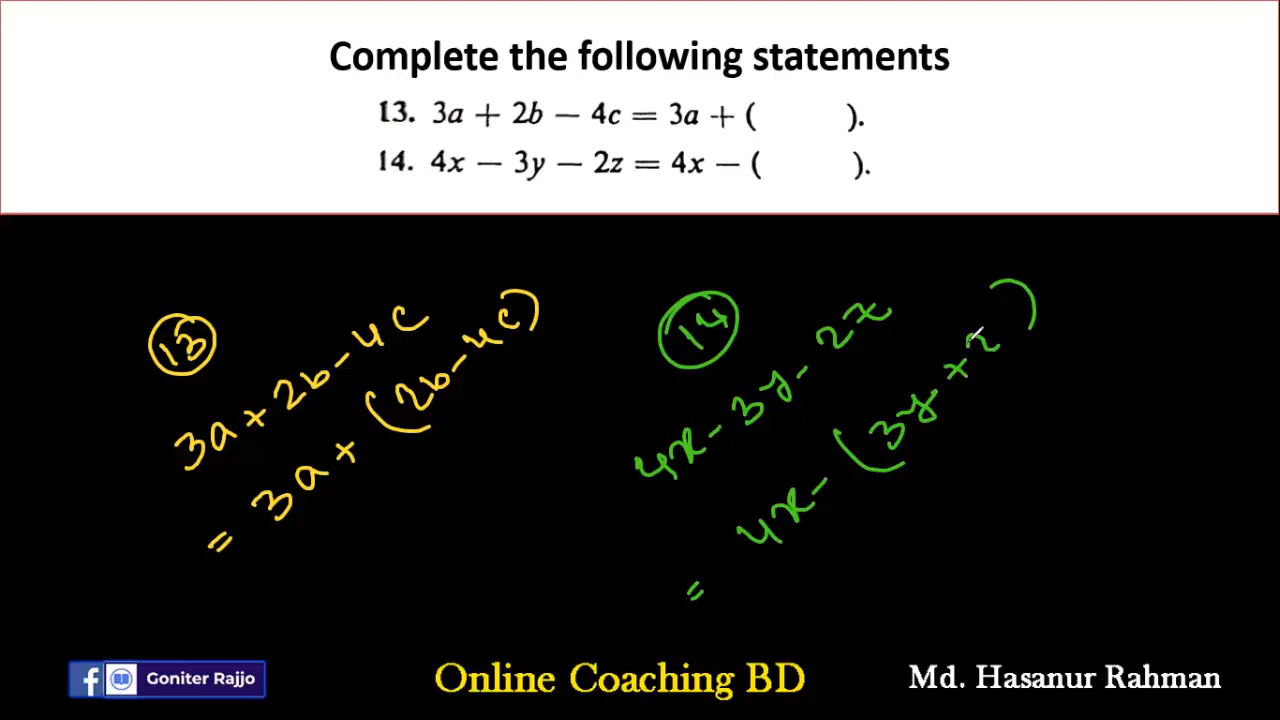 Complete the following statements
13. 3a + 2b − 4c = 3a + ( ).
14. 4x − 3y − 2z = 4x − ( ).
13
3a + 2b - 4c
= 3a + (2b - 4c)
14
4x - 3y - 2z
= 4x - (3y + 2 )
Goniter Rajjo
Online Coaching BD
Md. Hasanur Rahman